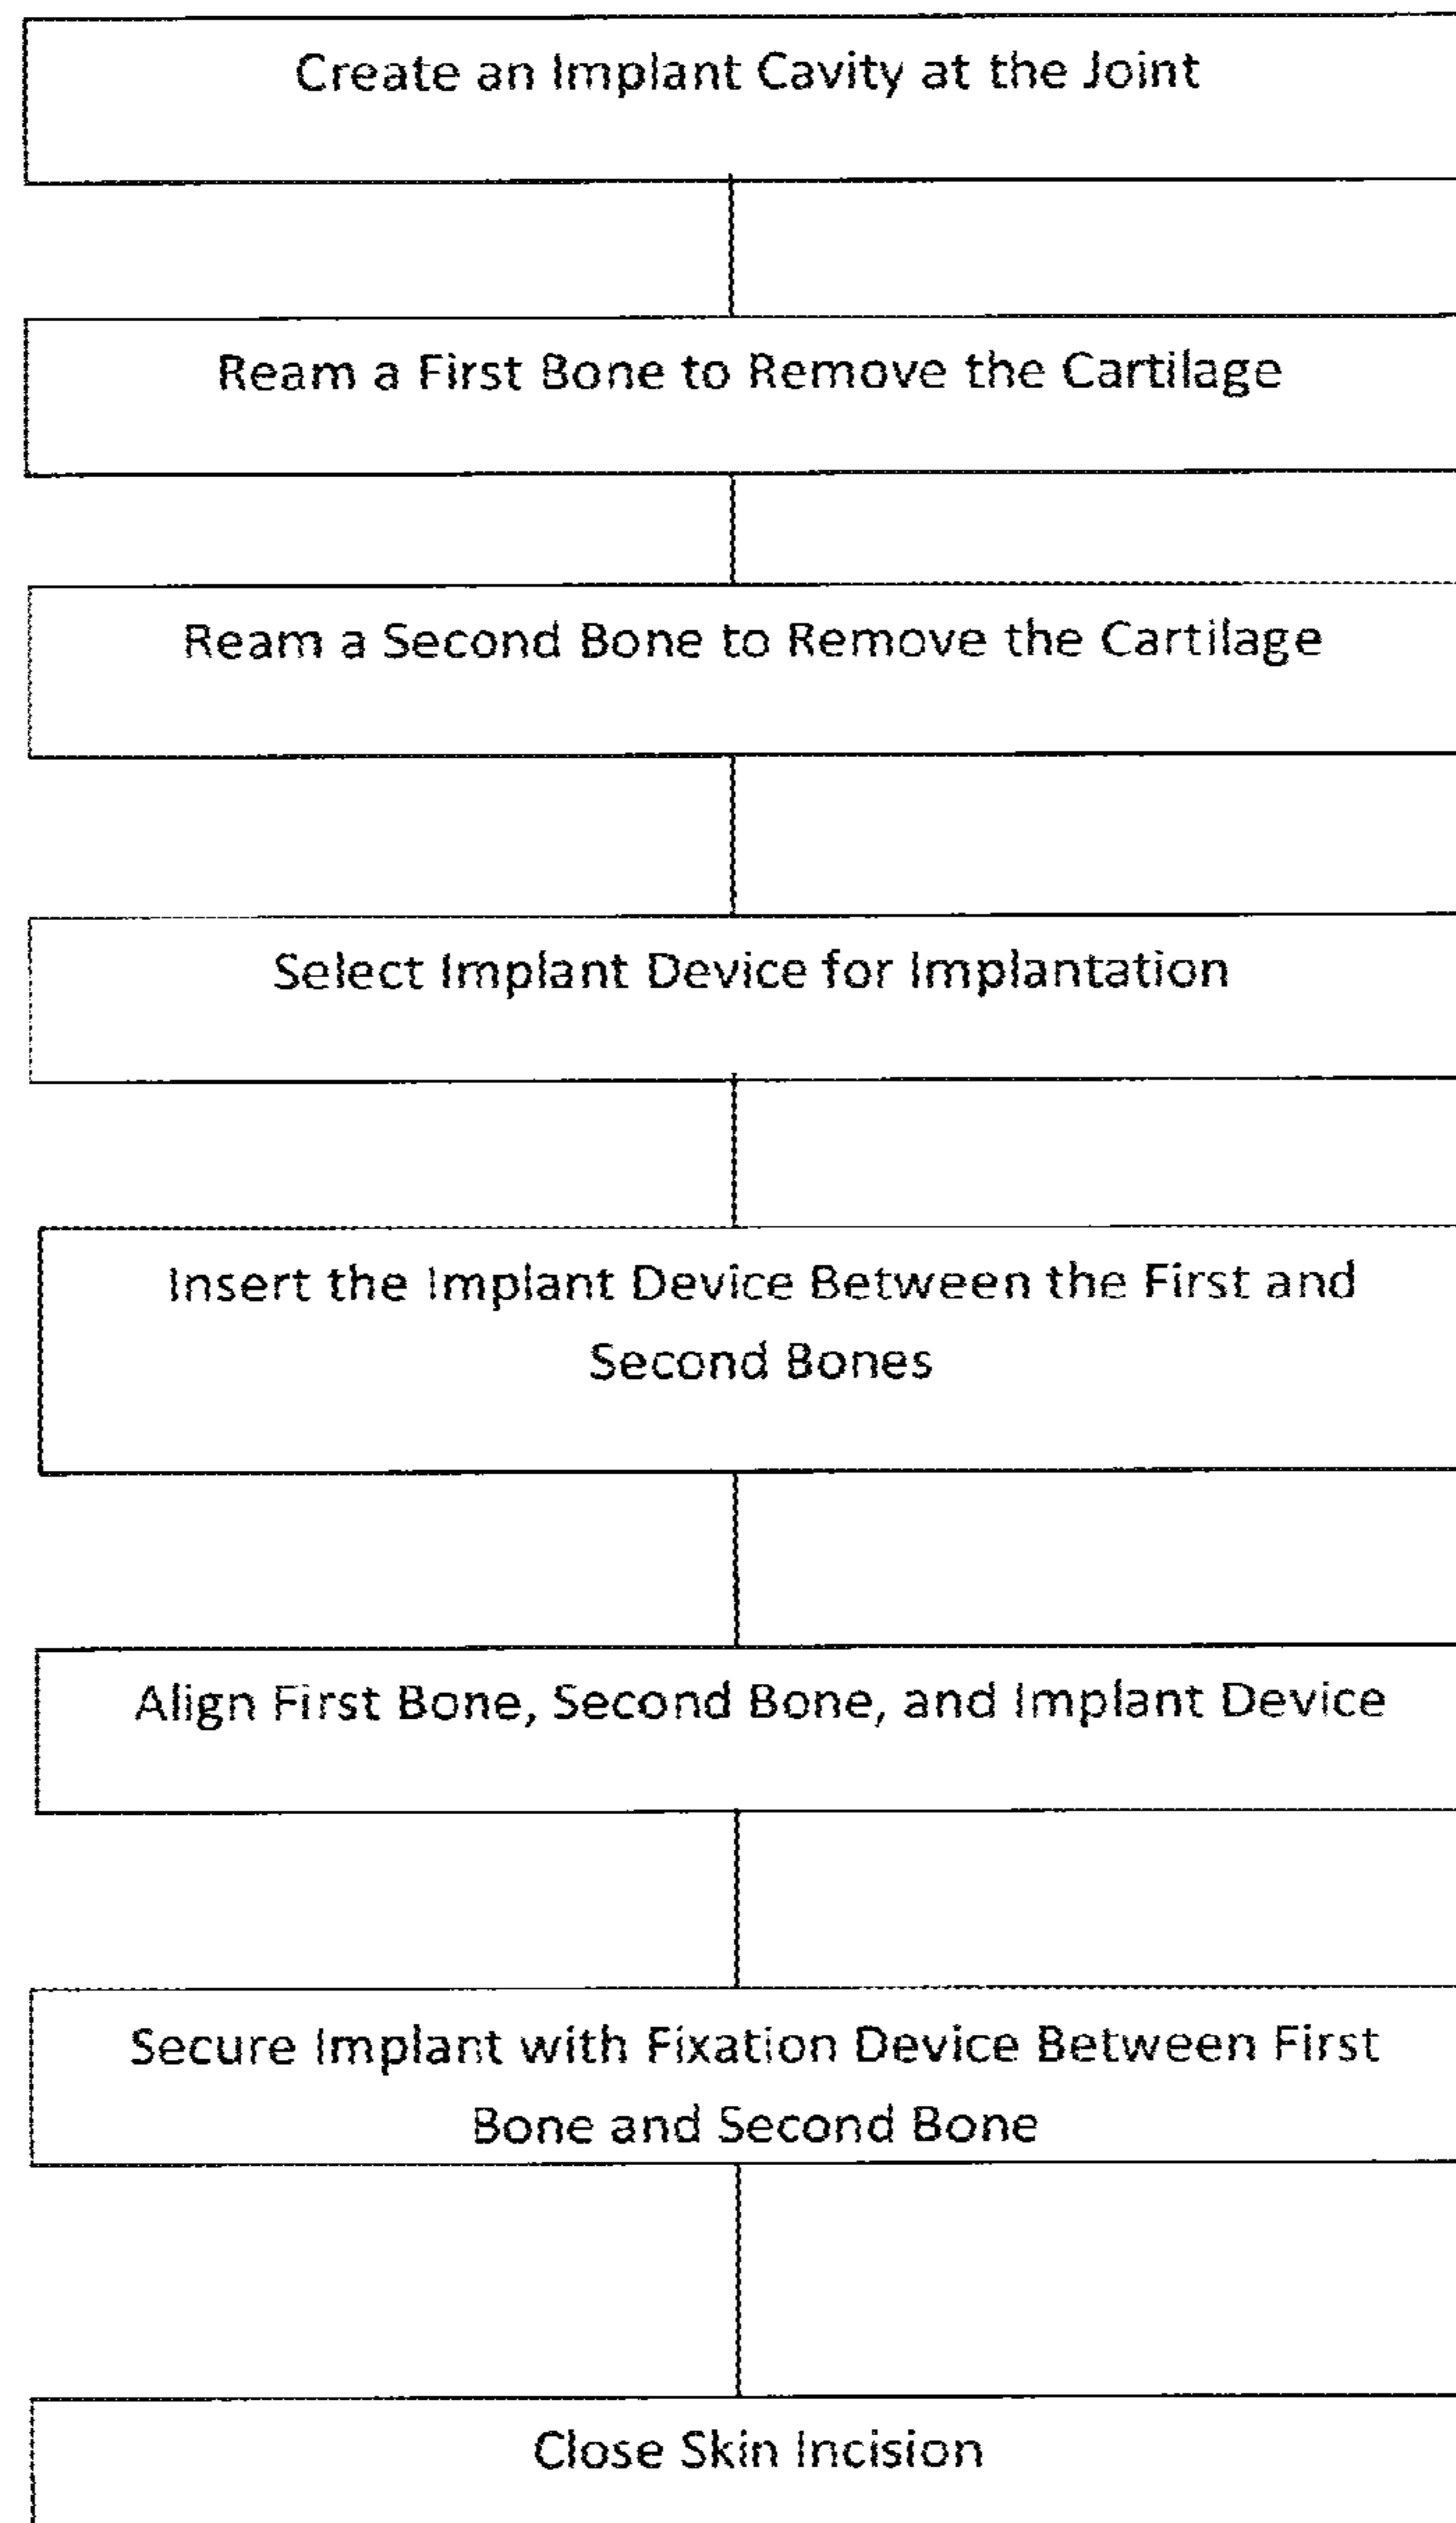 Create an Implant Cavity at the Joint
Ream a First Bone to Remove the Cartilage
Ream a Second Bone to Remove the Cartilage
Select Implant Device for Implantation
Insert the Implant Device Between the First and
Second Bones
Align First Bone, Second Bone, and Implant Device
Secure Implant with Fixation Device Between First
Bone and Second Bone
Close Skin Incision